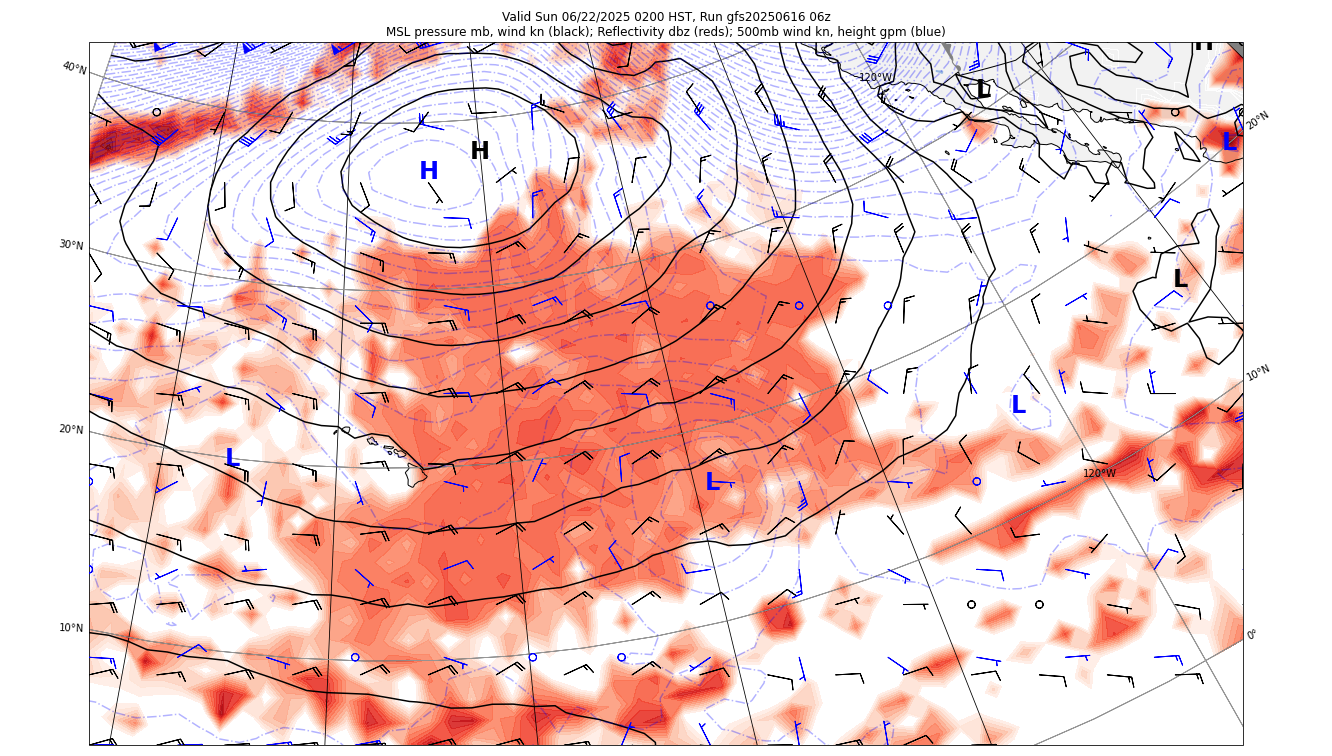 Valid Sun 06/22/2025 0200 HST, Run gfs20250616 06z
MSL pressure mb, wind kn (black); Reflectivity dbz (reds); 500mb wind kn, height gpm (blue)
H
40°N
120°W
L
20°N
L
H
H
30°N
L
10°N
L
20°N
L
120°W
L
10°N
0°